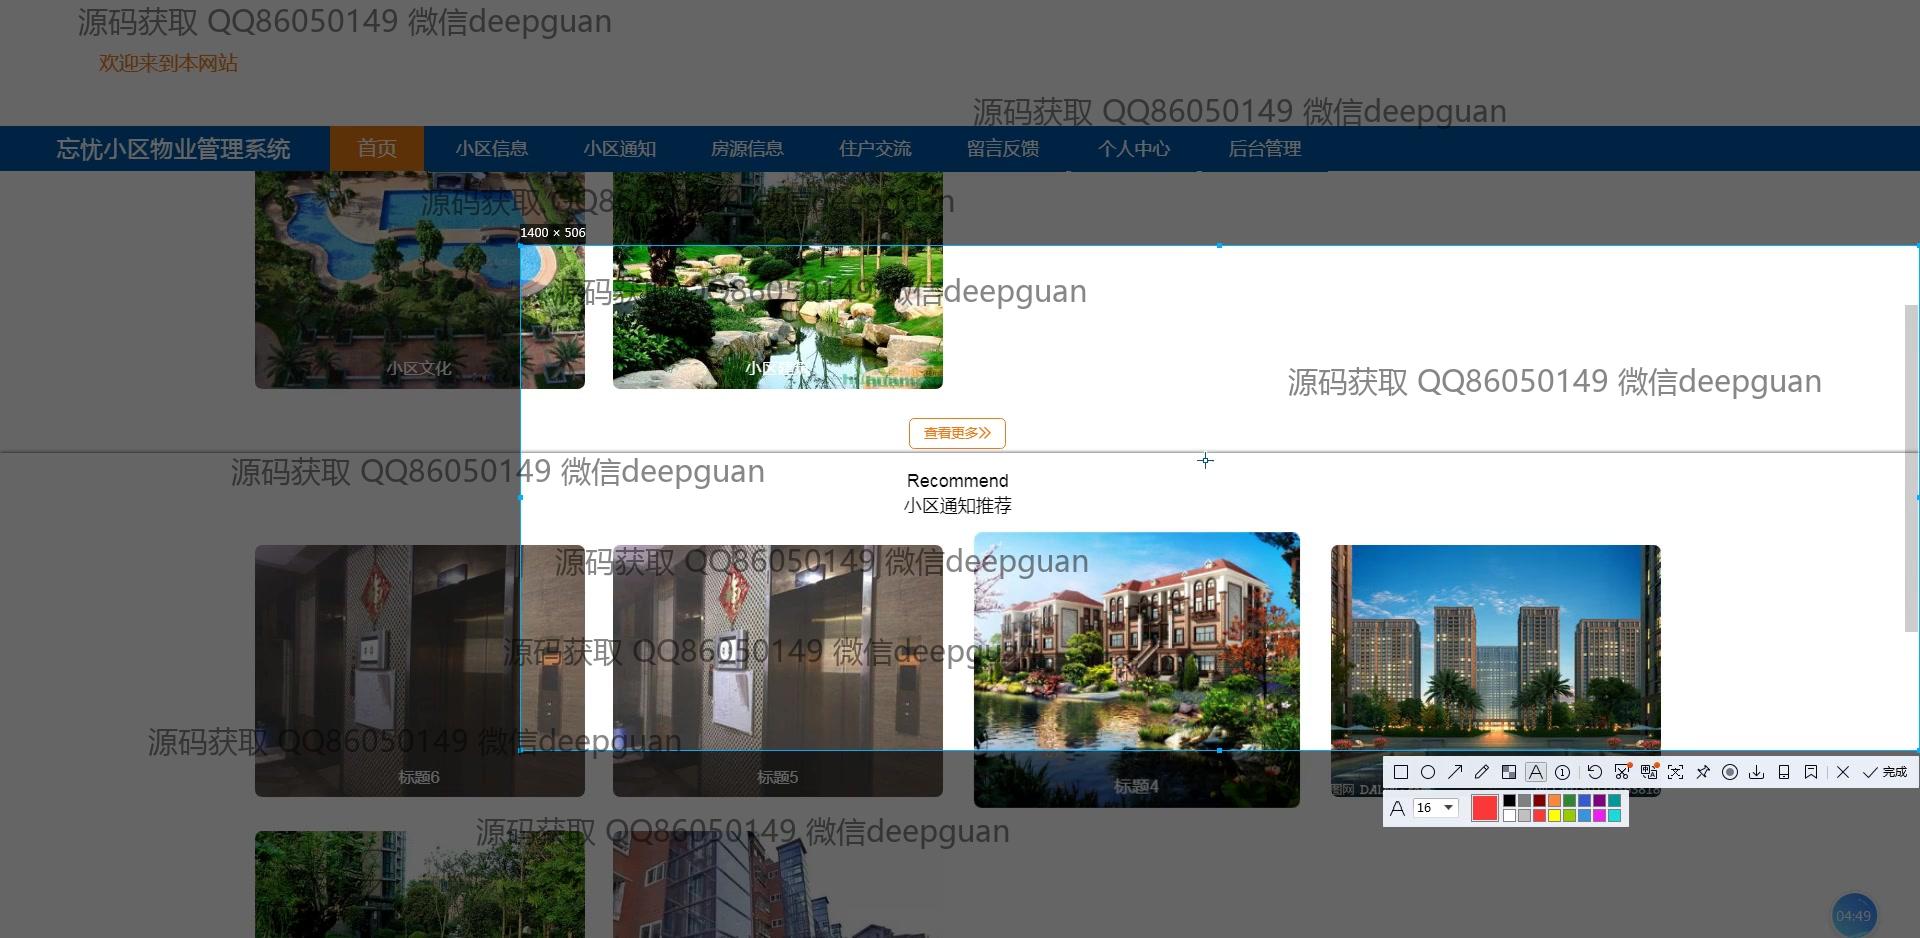 源码获取 QQ86050149 微信deepguan
欢迎来到本网站
源码获取 QQ86050149 微信deepguan
忘忧小区物业管理系统 首页 小区信息 小区通知 房源信息 住户交流 留言反馈 个人中心 后台管理
源码获取 QQ86050149 微信deepguan
1400 × 506
源码获取 QQ86050149 微信deepguan
小区文化
源码获取 QQ86050149 微信deepguan
查看更多
源码获取 QQ86050149 微信deepguan
Recommend
小区通知推荐
源码获取 QQ86050149 微信deepguan
源码获取 QQ86050149 微信deepguan
源码获取 QQ86050149 微信deepguan
标题6 标题5 标题4
完成
A 16
源码获取 QQ86050149 微信deepguan
04:49